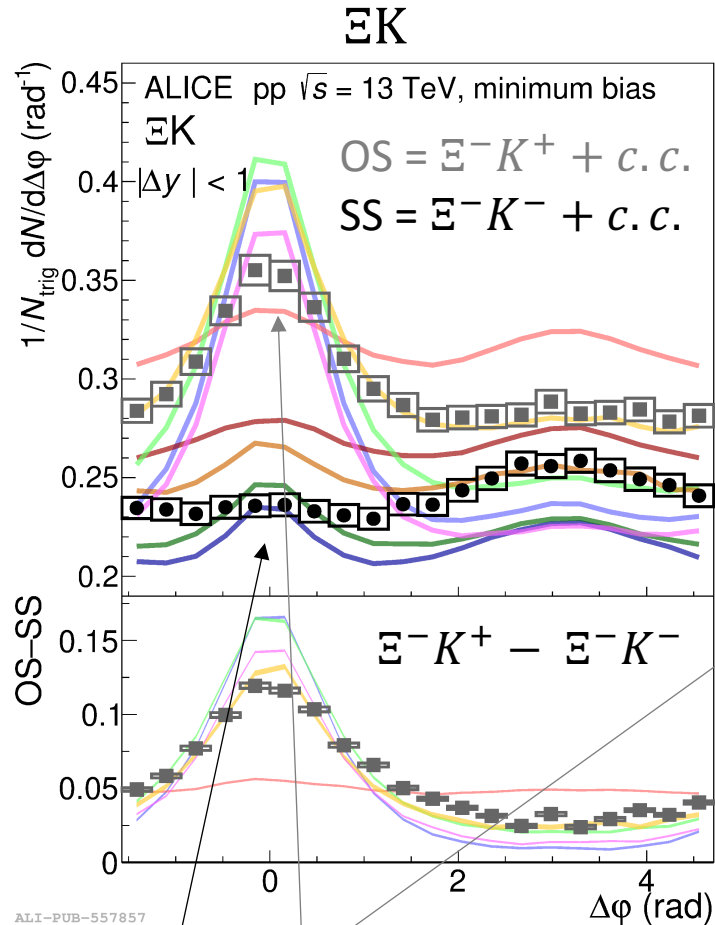 ΞK
ALICE pp √s = 13 TeV, minimum bias
ΞK
|Δy | < 1
OS = Ξ⁻K⁺ + c. c.
SS = Ξ⁻K⁻ + c. c.
1/N_trig dN/dΔφ (rad⁻¹)
0.45
0.4
0.35
0.3
0.25
0.2
Ξ⁻K⁺ − Ξ⁻K⁻
OS–SS
0.15
0.1
0.05
0
0 2 4
Δφ (rad)
ALI-PUB-557857